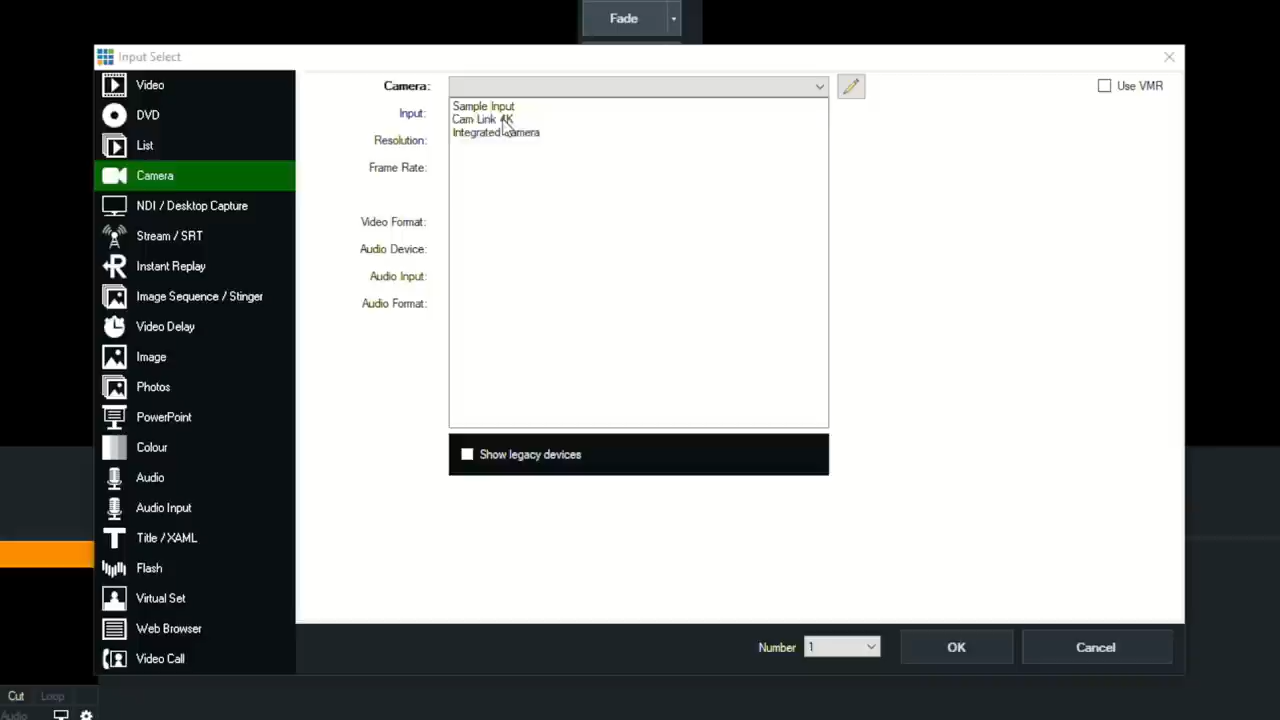 Fade
Input Select
Video
DVD
List
Camera
NDI / Desktop Capture
Stream / SRT
Instant Replay
Image Sequence / Stinger
Video Delay
Image
Photos
PowerPoint
Colour
Audio
Audio Input
Title / XAML
Flash
Virtual Set
Web Browser
Video Call
Camera:
Use VMR
Input:
Resolution:
Frame Rate:
Video Format:
Audio Device:
Audio Input:
Audio Format:
Sample Input
Cam Link 4K
Integrated Camera
Show legacy devices
Number 1
OK
Cancel
Cut Loop
Audio